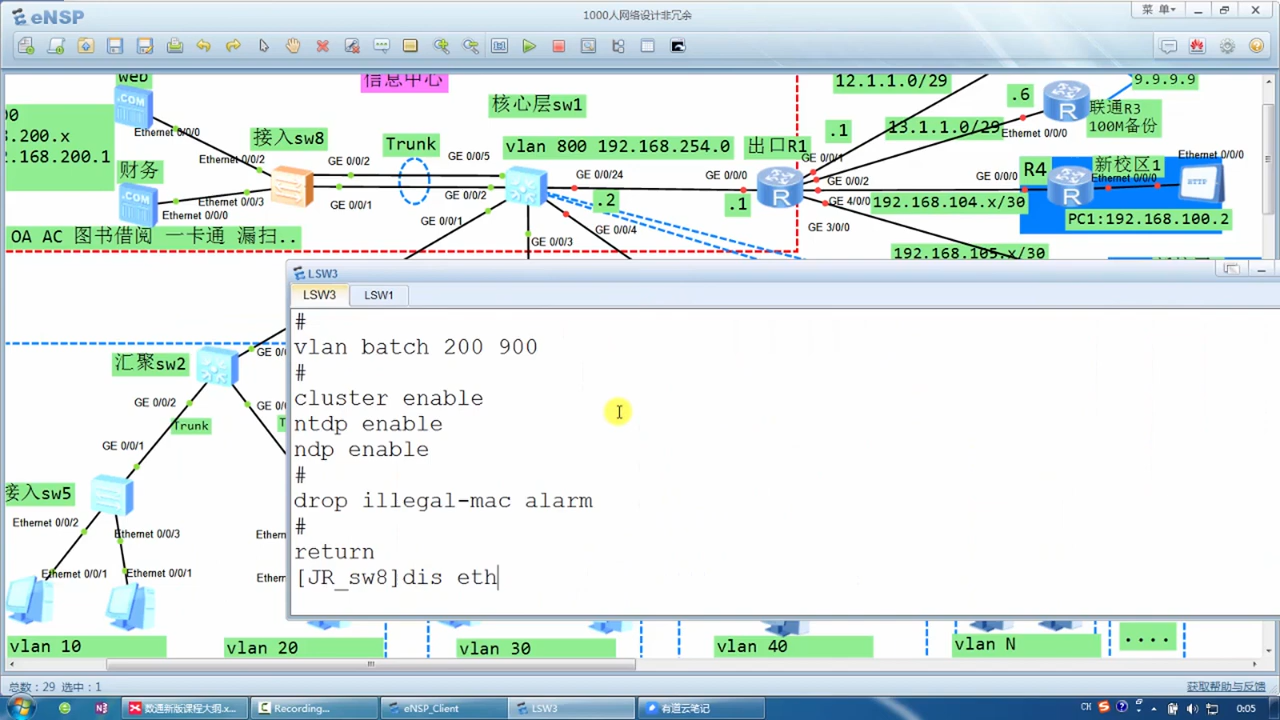 eNSP
1000人网络设计非冗余
菜 单
web
信息中心
12.1.1.0/29
9.9.9.9
核心层sw1
.6
联通R3
100M备份
Ethernet 0/0/0
接入sw8
Trunk
vlan 800 192.168.254.0
出口R1
.1
13.1.1.0/29
Ethernet 0/0/0
Ethernet 0/0/2
GE 0/0/2
GE 0/0/5
GE 0/0/1
R4
新校区1
Ethernet 0/0/0
8.200.x
.168.200.1
财务
GE 0/0/24
GE 0/0/0
GE 0/0/2
GE 0/0/0
Ethernet 0/0/1
Ethernet 0/0/3
GE 0/0/1
GE 0/0/2
.2
.1
GE 4/0/0
192.168.104.x/30
PC1:192.168.100.2
Ethernet 0/0/0
GE 0/0/1
GE 0/0/4
GE 3/0/0
OA AC 图书借阅 一卡通 漏扫..
GE 0/0/3
192.168.105.x/30
LSW3
LSW3
LSW1
#
vlan batch 200 900
#
cluster enable
ntdp enable
ndp enable
#
drop illegal-mac alarm
#
return
[JR_sw8]dis eth
汇聚sw2
GE 0/0/2
Trunk
GE 0/0/1
接入sw5
Ethernet 0/0/2
Ethernet 0/0/3
Ethernet 0/0/1
Ethernet 0/0/1
vlan 10
vlan 20
vlan 30
vlan 40
vlan N
....
总数: 29 选中: 1
获取帮助与反馈
数通新版课程大纲.x...
Recording...
eNSP_Client
LSW3
有道云笔记
CH
0:05